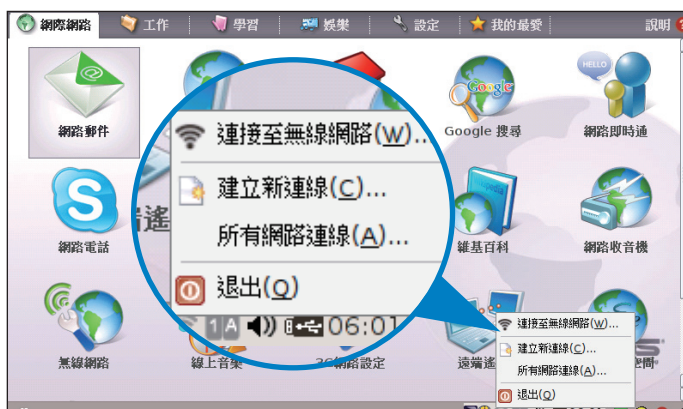 網際網路 工作 學習 娛樂 設定 我的最愛 說明
網路郵件
HELLO
Google
Google 搜尋
網路即時通
連接至無線網路(W)...
建立新連線(C)...
所有網路連線(A)...
退出(Q)
1 A 06:01
網路電話
維基百科
網路收音機
無線網路
線上音樂
3G網路設定
連接至無線網路(W)...
建立新連線(C)...
所有網路連線(A)...
退出(Q)